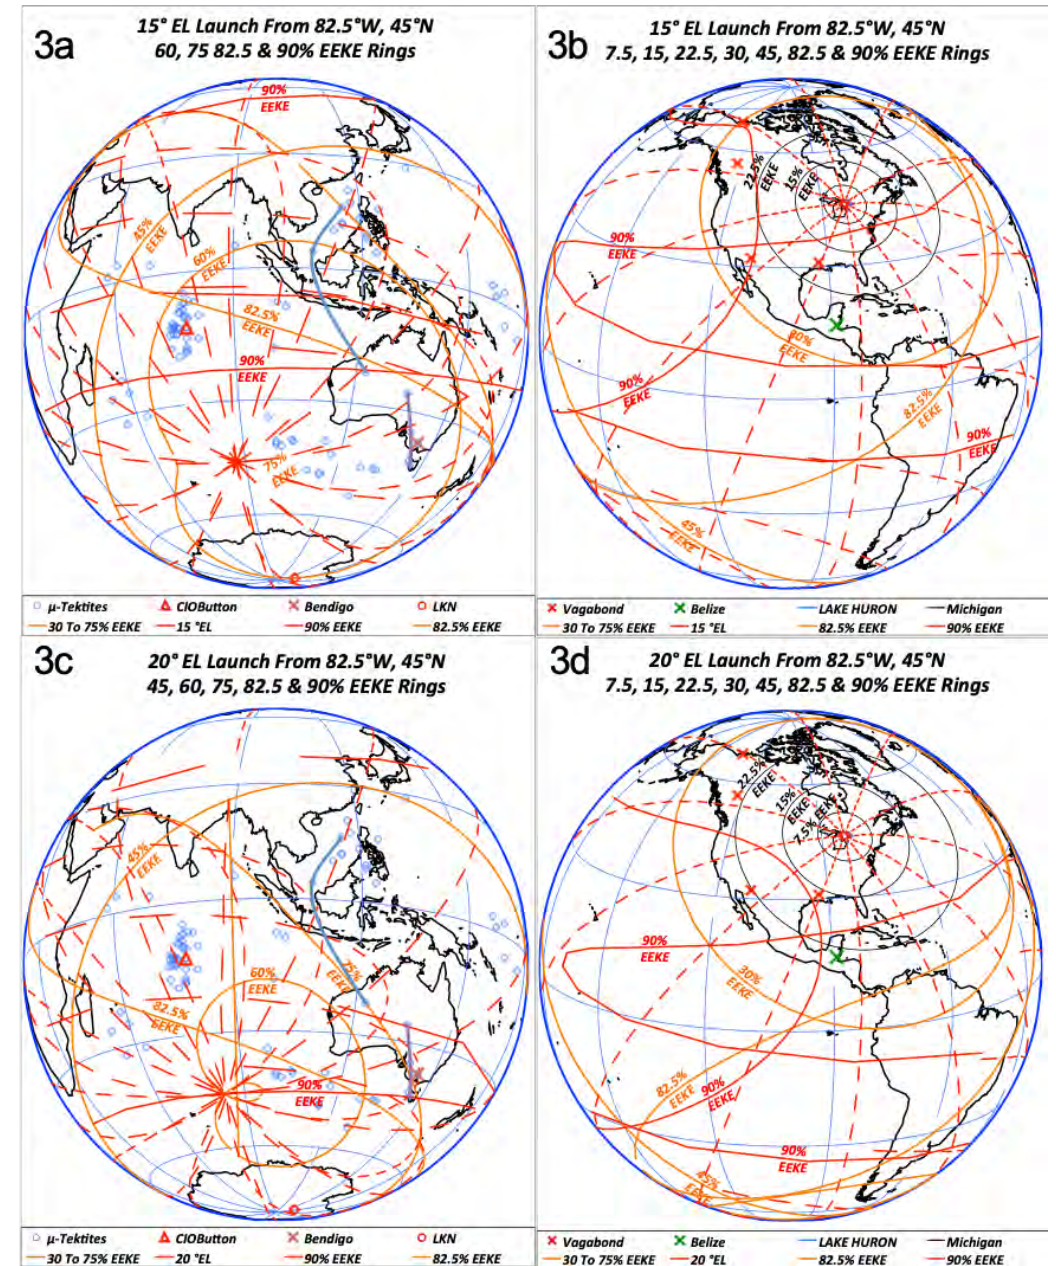 3a
15° EL Launch From 82.5°W, 45°N
60, 75 82.5 & 90% EEKE Rings
90%
EEKE
45%
EEKE
60%
EEKE
82.5%
EEKE
90%
EEKE
75%
EEKE
μ-Tektites
CIOButton
Bendigo
LKN
30 To 75% EEKE
15 °EL
90% EEKE
82.5% EEKE
3b
15° EL Launch From 82.5°W, 45°N
7.5, 15, 22.5, 30, 45, 82.5 & 90% EEKE Rings
22.5%
EEKE
15%
EEKE
90%
EEKE
EEKE
90%
EEKE
82.5%
EEKE
90%
EEKE
45%
EEKE
Vagabond
Belize
LAKE HURON
Michigan
30 To 75% EEKE
15 °EL
82.5% EEKE
90% EEKE
3c
20° EL Launch From 82.5°W, 45°N
45, 60, 75, 82.5 & 90% EEKE Rings
45%
EEKE
60%
EEKE
75%
EEKE
82.5%
EEKE
90%
EEKE
μ-Tektites
CIOButton
Bendigo
LKN
30 To 75% EEKE
20 °EL
90% EEKE
82.5% EEKE
3d
20° EL Launch From 82.5°W, 45°N
7.5, 15, 22.5, 30, 45, 82.5 & 90% EEKE Rings
22.5%
EEKE
15%
EEKE
7.5% EEKE
90%
EEKE
30%
EEKE
82.5%
EEKE
90%
EEKE
90%
EEKE
45%
EEKE
Vagabond
Belize
LAKE HURON
Michigan
30 To 75% EEKE
20 °EL
82.5% EEKE
90% EEKE